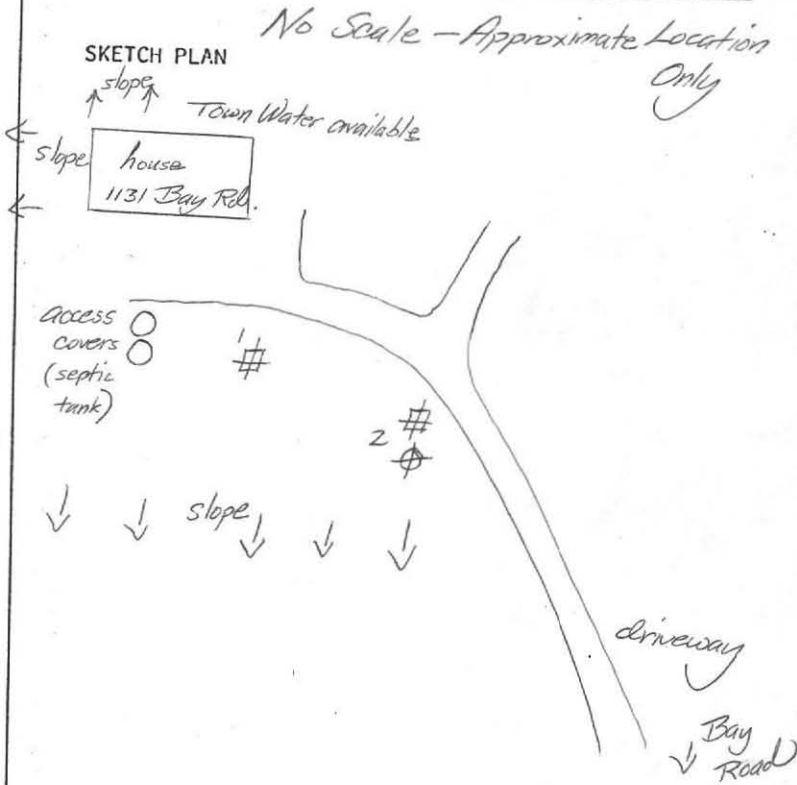 No Scale - Approximate Location
Only
SKETCH PLAN
slope
Town Water available
slope
house
1131 Bay Rd.
access
covers
(septic
tank)
1
2
slope
driveway
Bay
Road